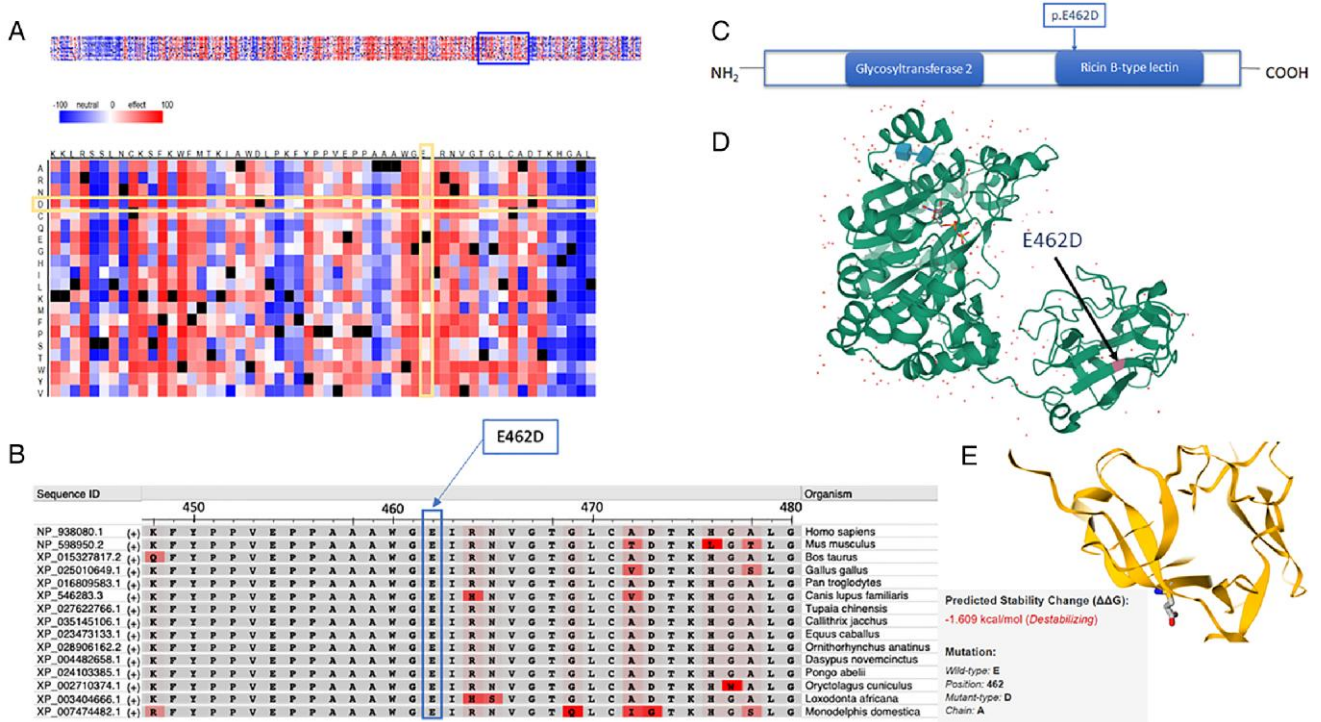 A
-100 neutral 0 effect 100
K K L R S S L N C K S F K W F M T K I A W D L P K F Y P P V E P P A A A W G E I R N V G T G L C A D T K H G A L
A
R
N
D
C
Q
E
G
H
I
L
K
M
F
P
S
T
W
Y
V
B
E462D
Sequence ID
450 460 470 480
Organism
NP_938080.1 (+) K F Y P P V E P P A A A W G E I R N V G T G L C A D T K H G A L G Homo sapiens
NP_598950.2 (+) K F Y P P V E P P A A A W G E I R N V G T G L C T D T K L G T L G Mus musculus
XP_015327817.2 (+) Q F Y P P V E P P A A A W G E I R N V G T G L C A D T K H G A L G Bos taurus
XP_025010649.1 (+) K F Y P P V E P P A A A W G E I R N V G T G L C V D T K H G S L G Gallus gallus
XP_016809583.1 (+) K F Y P P V E P P A A A W G E I R N V G T G L C A D T K H G A L G Pan troglodytes
XP_546283.3 (+) K F Y P P V E P P A A A W G E I H N V G T G L C V D T K H G A L G Canis lupus familiaris
XP_027622766.1 (+) K F Y P P V E P P A A A W G E I R N V G T G L C A D T K H G A L G Tupaia chinensis
XP_035145106.1 (+) K F Y P P V E P P A A A W G E I R N V G T G L C A D T K H G A L G Callithrix jacchus
XP_023473133.1 (+) K F Y P P V E P P A A A W G E I R N V G T G L C A D T K H G A L G Equus caballus
XP_028906162.2 (+) K F Y P P V E P P A A A W G E I R N V G T G L C A D T K H G A L G Ornithorhynchus anatinus
XP_004482658.1 (+) K F Y P P V E P P A A A W G E I R N V G T G L C A D T K H G A L G Dasypus novemcinctus
XP_024103385.1 (+) K F Y P P V E P P A A A W G E I R N V G T G L C A D T K H G A L G Pongo abelii
XP_002710374.1 (+) K F Y P P V E P P A A A W G E I R N V G T G L C A D T K H W A L G Oryctolagus cuniculus
XP_003404666.1 (+) K F Y P P V E P P A A A W G E I H S V G T G L C A D T K H G A L G Loxodonta africana
XP_007474482.1 (+) R F Y P P V E P P A A A W G E I R N V G T Q L C I G T K H G S L G Monodelphis domestica
C
p.E462D
NH2
Glycosyltransferase 2
Ricin B-type lectin
COOH
D
E462D
E
Predicted Stability Change (ΔΔG):
-1.609 kcal/mol (Destabilizing)
Mutation:
Wild-type: E
Position: 462
Mutant-type: D
Chain: A